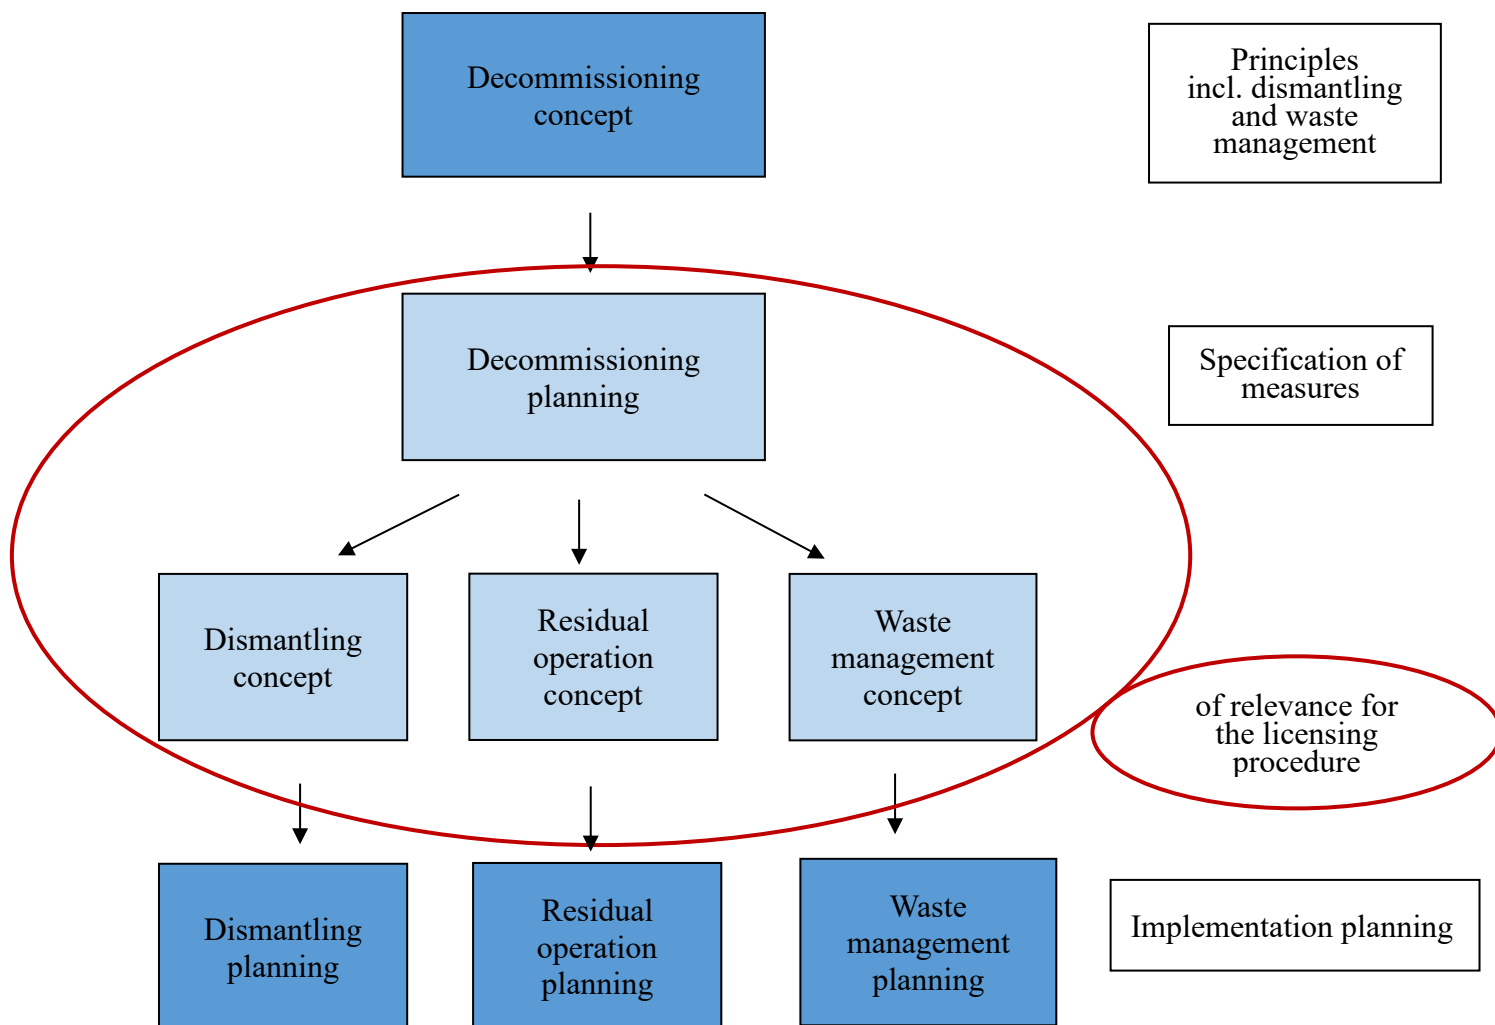 Decommissioning
concept
Principles
incl. dismantling
and waste
management
Decommissioning
planning
Specification of
measures
Dismantling
concept
Residual
operation
concept
Waste
management
concept
of relevance for
the licensing
procedure
Dismantling
planning
Residual
operation
planning
Waste
management
planning
Implementation planning